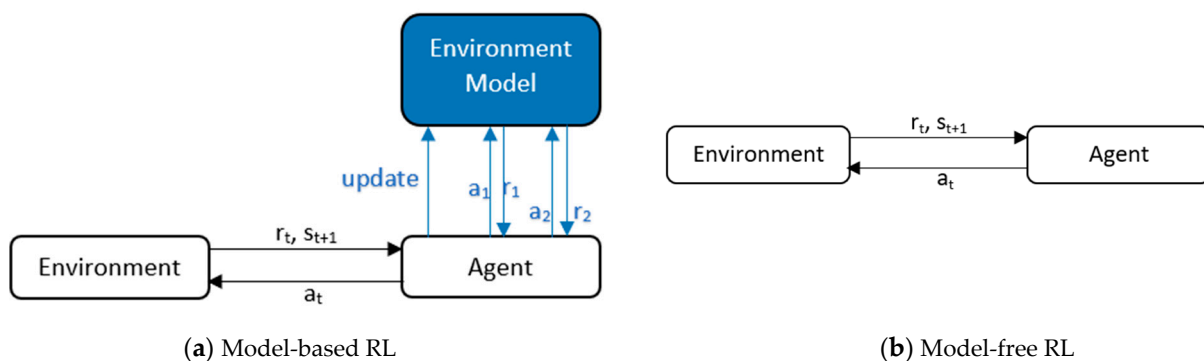 Environment
Model
update
a₁
r₁
a₂
r₂
rₜ, sₜ₊₁
Environment
Agent
aₜ
(a) Model-based RL
rₜ, sₜ₊₁
Environment
Agent
aₜ
(b) Model-free RL